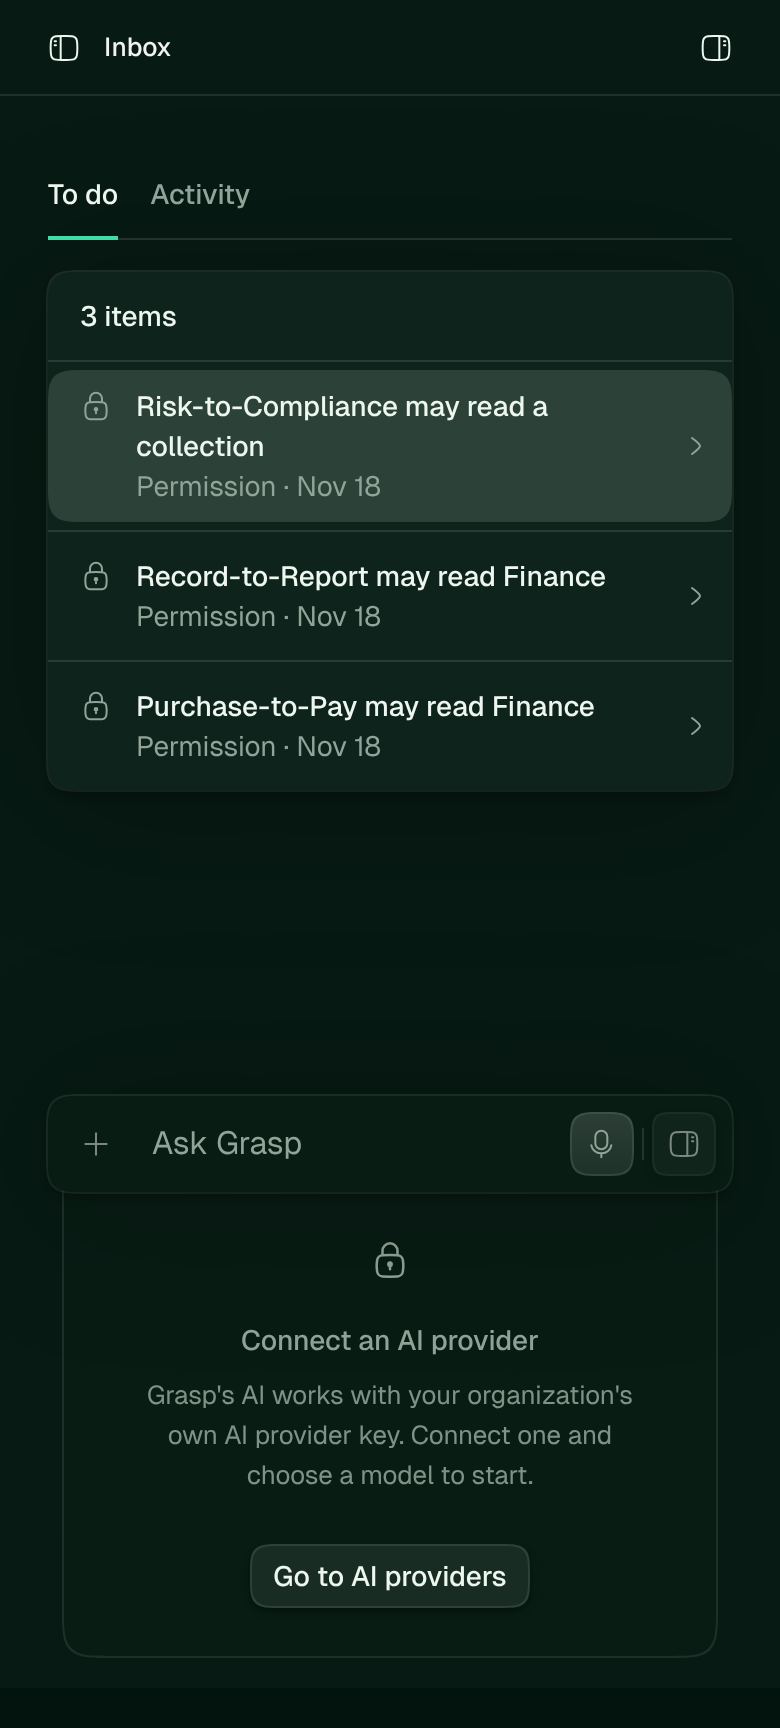 Inbox
To do
Activity
3 items
Risk-to-Compliance may read a
collection
Permission · Nov 18
Record-to-Report may read Finance
Permission · Nov 18
Purchase-to-Pay may read Finance
Permission · Nov 18
Ask Grasp
Connect an AI provider
Grasp's AI works with your organization's
own AI provider key. Connect one and
choose a model to start.
Go to AI providers